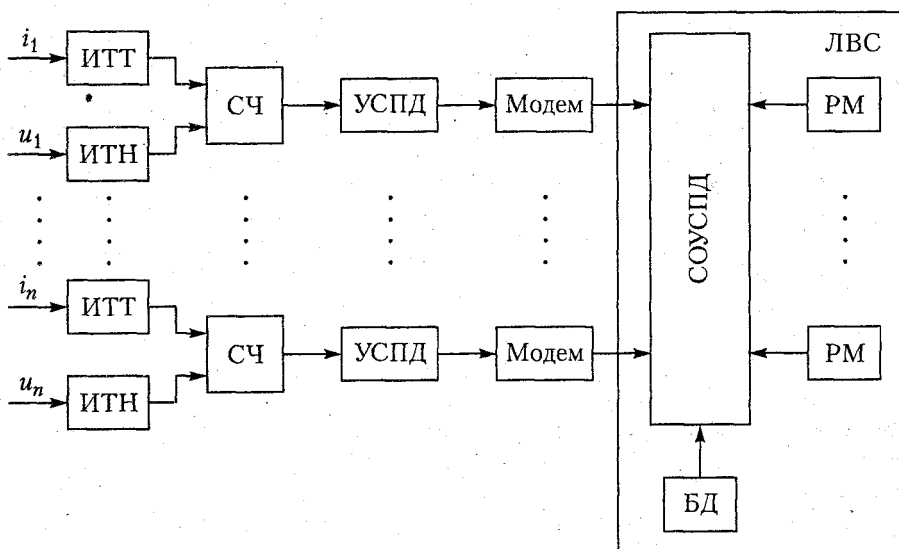 i₁
ИТТ
ЛВС
СЧ
УСПД
Модем
РМ
u₁
ИТН
СОУСПД
iₙ
ИТТ
СЧ
УСПД
Модем
РМ
uₙ
ИТН
БД